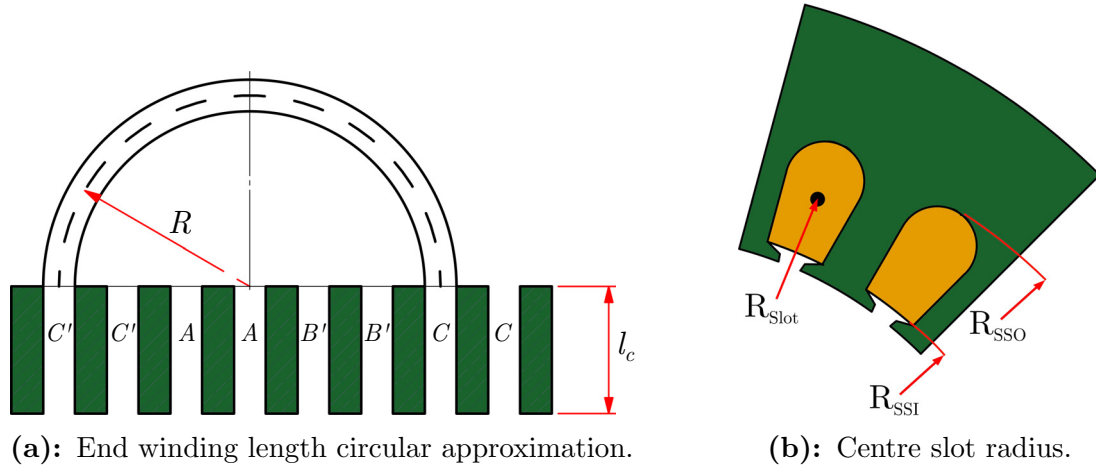 R
C′ C′ A A B′ B′ C C
l_c
(a): End winding length circular approximation.
R_Slot
R_SSO
R_SSI
(b): Centre slot radius.